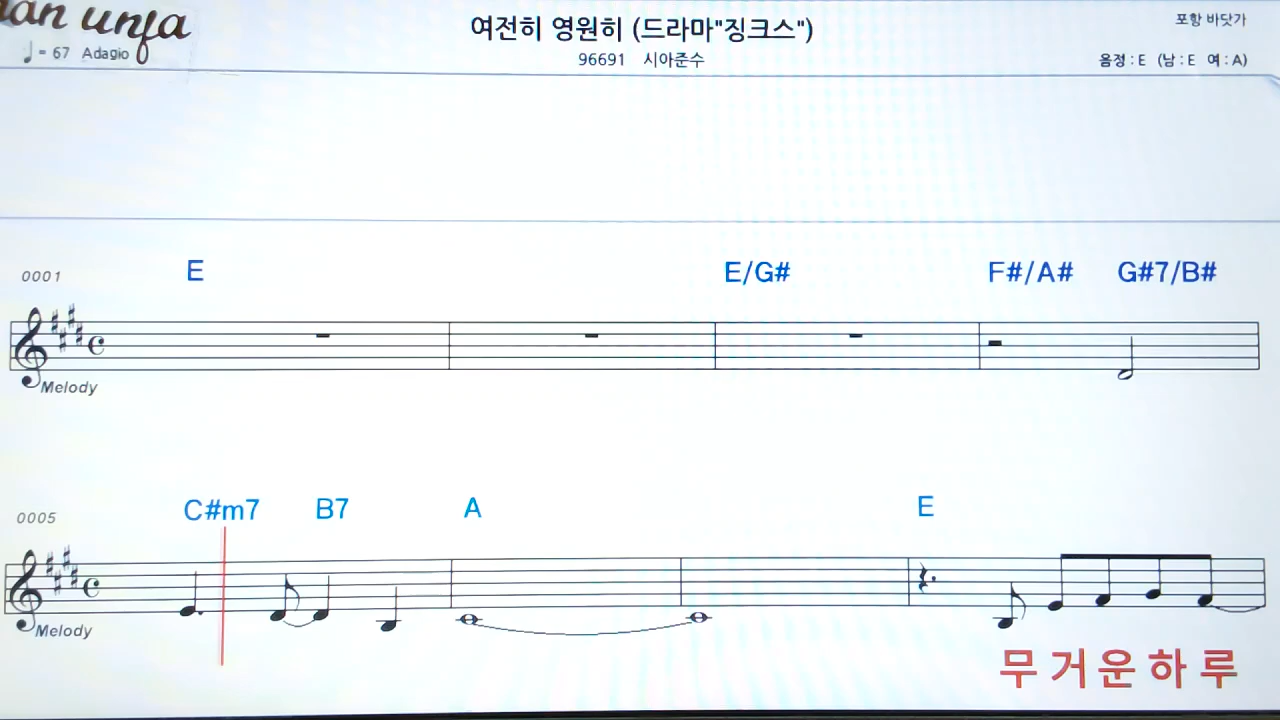 여전히 영원히 (드라마"징크스")
포항 바닷가
♩= 67 Adagio
96691 시아준수
음정 : E (남 : E 여 : A)
0001
E E/G# F#/A# G#7/B#
Melody
0005
C#m7 B7 A E
Melody
무 거 운 하 루